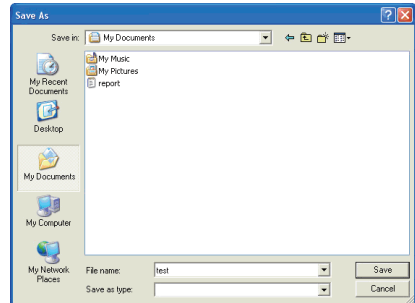 Save As
Save in: My Documents
My Recent
Documents
Desktop
My Documents
My Computer
My Network
Places
My Music
My Pictures
report
File name: test Save
Save as type: Cancel